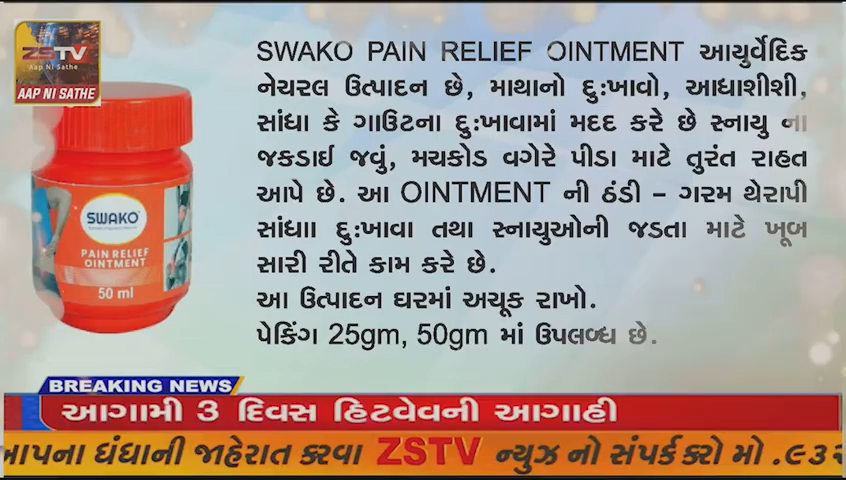 ZSTV
Aap Ni Sathe
AAP NI SATHE
SWAKO PAIN RELIEF OINTMENT આયુર્વેદિક
નેચરલ ઉત્પાદન છે, માથાનો દુઃખાવો, આધાશીશી,
સાંધા કે ગાઉટના દુઃખાવામાં મદદ કરે છે સ્નાયુ ના
જકડાઈ જવું, મચકોડ વગેરે પીડા માટે તુરંત રાહત
આપે છે. આ OINTMENT ની ઠંડી – ગરમ થેરાપી
સાંધાા દુઃખાવા તથા સ્નાયુઓની જડતા માટે ખૂબ
સારી રીતે કામ કરે છે.
આ ઉત્પાદન ઘરમાં અચૂક રાખો.
પેકિંગ 25gm, 50gm માં ઉપલબ્ધ છે.
SWAKO
PAIN RELIEF
OINTMENT
50 ml
BREAKING NEWS
આગામી 3 દિવસ હિટવેવની આગાહી
આપના ધંધાની જાહેરાત કરવા ZSTV ન્યુઝ નો સંપર્ક કરો મો .૯૩૨